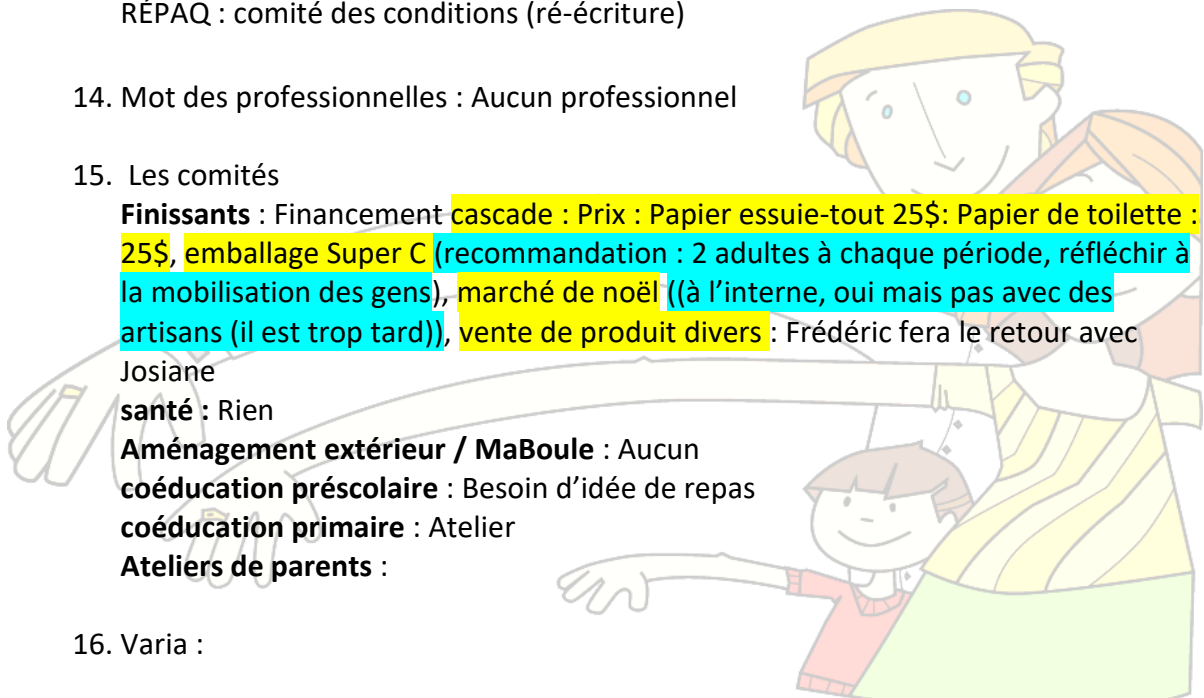 RÉPAQ : comité des conditions (ré-écriture)
14. Mot des professionnelles : Aucun professionnel
15. Les comités
Finissants : Financement cascade : Prix : Papier essuie-tout 25$: Papier de toilette :
25$, emballage Super C (recommandation : 2 adultes à chaque période, réfléchir à
la mobilisation des gens), marché de noël ((à l'interne, oui mais pas avec des
artisans (il est trop tard)), vente de produit divers : Frédéric fera le retour avec
Josiane
santé : Rien
Aménagement extérieur / MaBoule : Aucun
coéducation préscolaire : Besoin d'idée de repas
coéducation primaire : Atelier
Ateliers de parents :
16. Varia :